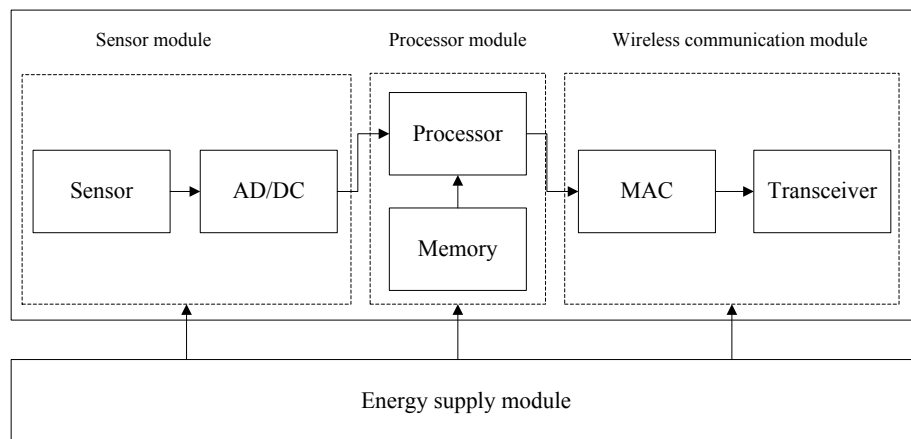 Sensor module
Processor module
Wireless communication module
Processor
Sensor
AD/DC
MAC
Transceiver
Memory
Energy supply module